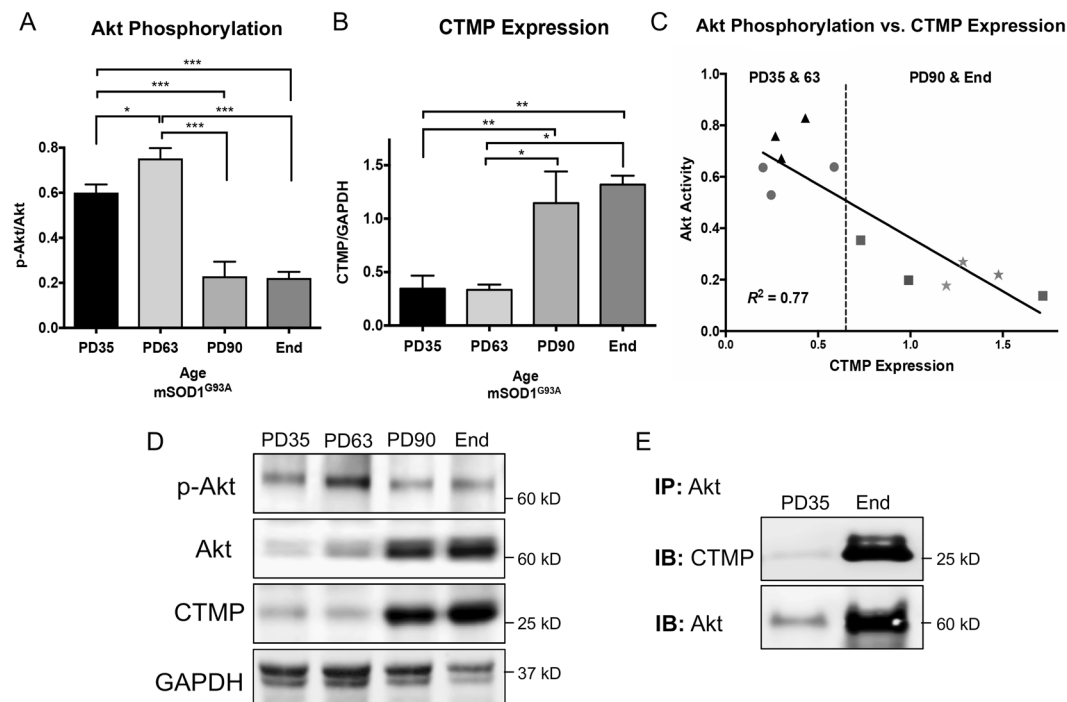 A
Akt Phosphorylation
***
***
*
***
***
p-Akt/Akt
0.8
0.6
0.4
0.2
0.0
PD35 PD63 PD90 End
Age
mSOD1G93A
B
CTMP Expression
**
**
*
*
CTMP/GAPDH
1.5
1.0
0.5
0.0
PD35 PD63 PD90 End
Age
mSOD1G93A
C
Akt Phosphorylation vs. CTMP Expression
PD35 & 63 PD90 & End
Akt Activity
1.0
0.8
0.6
0.4
0.2
0.0
R2 = 0.77
0.0 0.5 1.0 1.5
CTMP Expression
D
PD35 PD63 PD90 End
p-Akt 60 kD
Akt 60 kD
CTMP 25 kD
GAPDH 37 kD
E
IP: Akt
PD35 End
IB: CTMP 25 kD
IB: Akt 60 kD